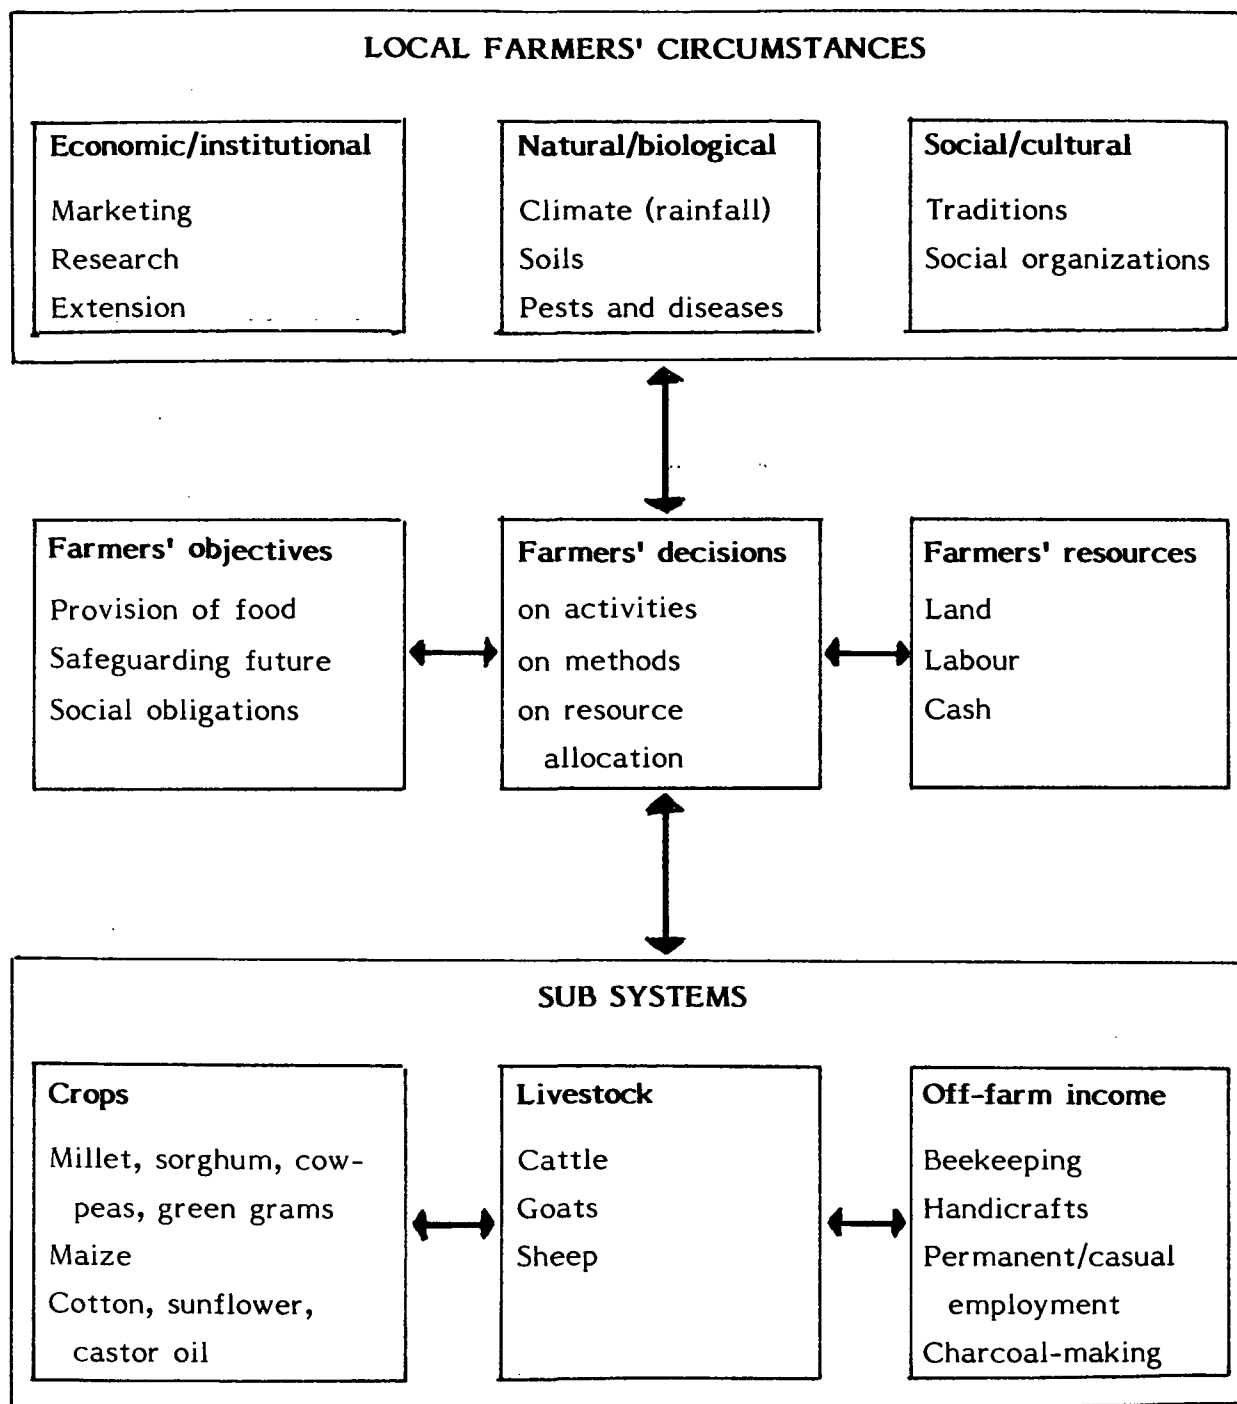 LOCAL FARMERS' CIRCUMSTANCES
Economic/institutional
Marketing
Research
Extension
Natural/biological
Climate (rainfall)
Soils
Pests and diseases
Social/cultural
Traditions
Social organizations
Farmers' objectives
Provision of food
Safeguarding future
Social obligations
Farmers' decisions
on activities
on methods
on resource
allocation
Farmers' resources
Land
Labour
Cash
SUB SYSTEMS
Crops
Millet, sorghum, cow-
peas, green grams
Maize
Cotton, sunflower,
castor oil
Livestock
Cattle
Goats
Sheep
Off-farm income
Beekeeping
Handicrafts
Permanent/casual
employment
Charcoal-making